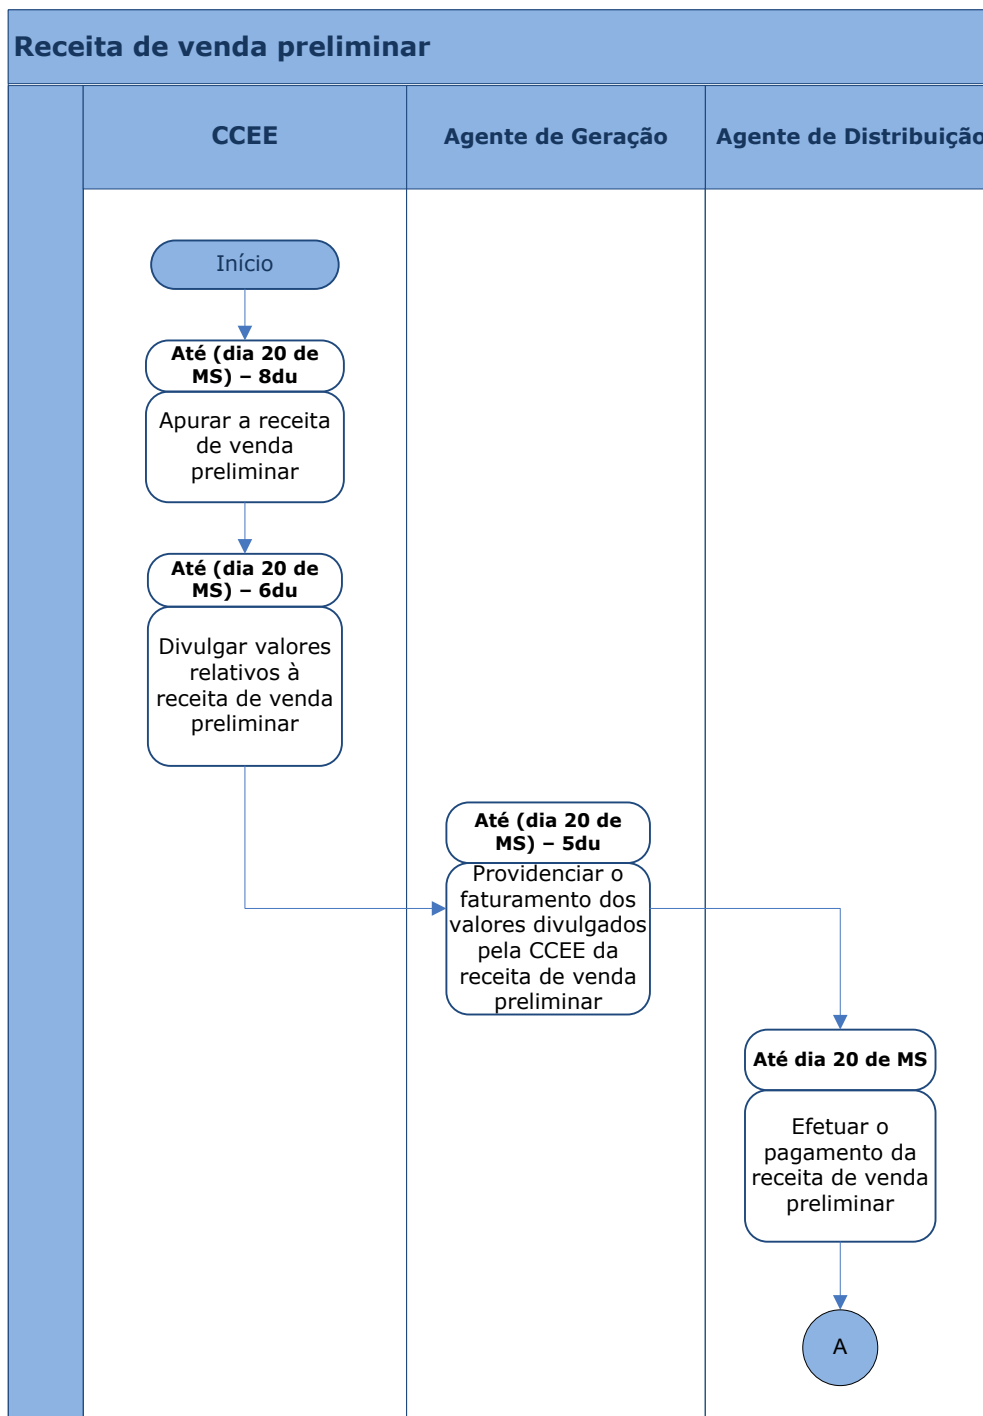 Receita de venda preliminar
CCEE
Agente de Geração
Agente de Distribuição
Início
Até (dia 20 de
MS) – 8du
Apurar a receita
de venda
preliminar
Até (dia 20 de
MS) – 6du
Divulgar valores
relativos à
receita de venda
preliminar
Até (dia 20 de
MS) – 5du
Providenciar o
faturamento dos
valores divulgados
pela CCEE da
receita de venda
preliminar
Até dia 20 de MS
Efetuar o
pagamento da
receita de venda
preliminar
A